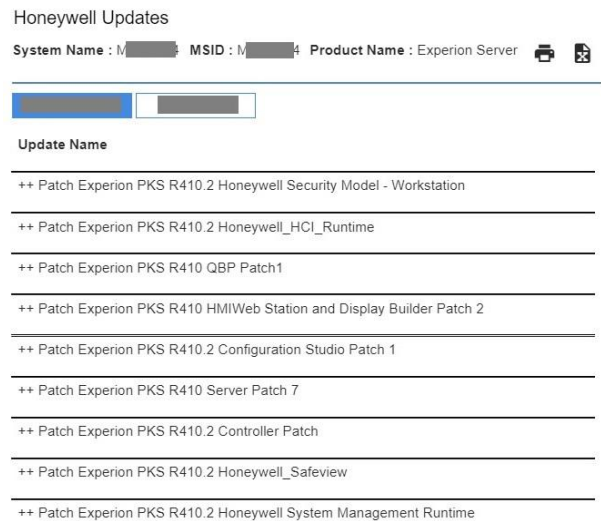 Honeywell Updates
System Name : M 4 MSID : M 4 Product Name : Experion Server
Update Name
++ Patch Experion PKS R410.2 Honeywell Security Model - Workstation
++ Patch Experion PKS R410.2 Honeywell_HCI_Runtime
++ Patch Experion PKS R410 QBP Patch1
++ Patch Experion PKS R410 HMIWeb Station and Display Builder Patch 2
++ Patch Experion PKS R410.2 Configuration Studio Patch 1
++ Patch Experion PKS R410 Server Patch 7
++ Patch Experion PKS R410.2 Controller Patch
++ Patch Experion PKS R410.2 Honeywell_Safeview
++ Patch Experion PKS R410.2 Honeywell System Management Runtime